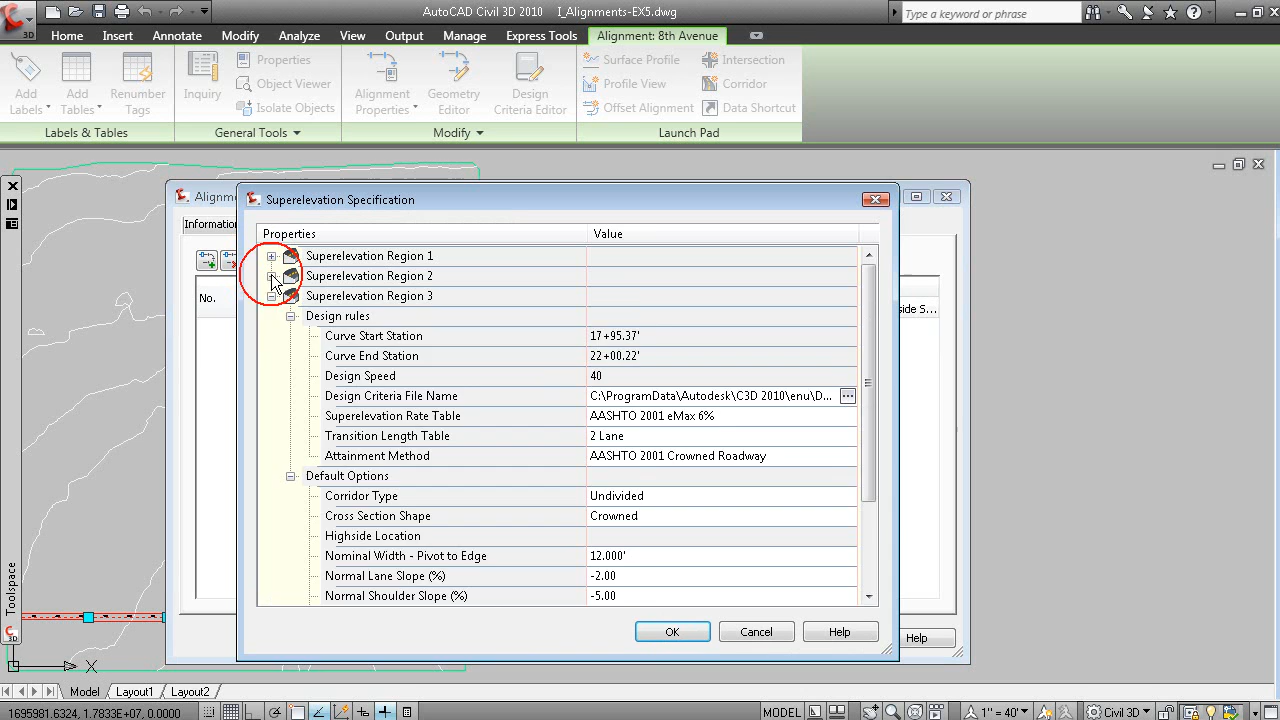 AutoCAD Civil 3D 2010 I_Alignments-EX5.dwg
Type a keyword or phrase
3D
Home Insert Annotate Modify Analyze View Output Manage Express Tools Alignment: 8th Avenue
Add Labels
Add Tables
Renumber Tags
Labels & Tables
Inquiry
Properties
Object Viewer
Isolate Objects
General Tools
Alignment Properties
Geometry Editor
Design Criteria Editor
Modify
Surface Profile
Profile View
Offset Alignment
Intersection
Corridor
Data Shortcut
Launch Pad
Alignm
Information
No.
side S...
Help
Superelevation Specification
Properties Value
Superelevation Region 1
Superelevation Region 2
Superelevation Region 3
Design rules
Curve Start Station 17+95.37'
Curve End Station 22+00.22'
Design Speed 40
Design Criteria File Name C:\ProgramData\Autodesk\C3D 2010\enu\D... ...
Superelevation Rate Table AASHTO 2001 eMax 6%
Transition Length Table 2 Lane
Attainment Method AASHTO 2001 Crowned Roadway
Default Options
Corridor Type Undivided
Cross Section Shape Crowned
Highside Location
Nominal Width - Pivot to Edge 12.000'
Normal Lane Slope (%) -2.00
Normal Shoulder Slope (%) -5.00
OK Cancel Help
Toolspace
3D
X
Model Layout1 Layout2
1695981.6324, 1.7833E+07, 0.0000 MODEL 1" = 40' Civil 3D